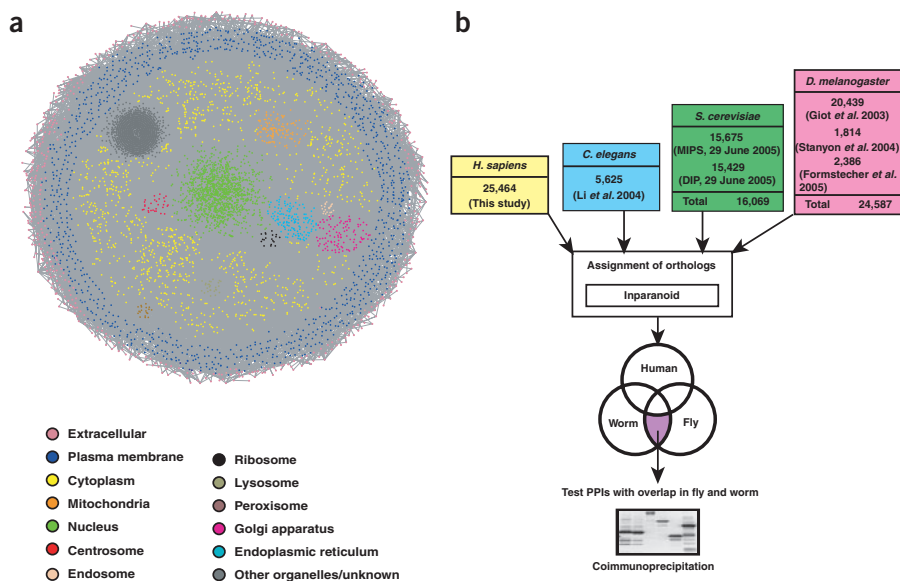 a
Extracellular
Plasma membrane
Cytoplasm
Mitochondria
Nucleus
Centrosome
Endosome
Ribosome
Lysosome
Peroxisome
Golgi apparatus
Endoplasmic reticulum
Other organelles/unknown
b
H. sapiens
25,464
(This study)
C. elegans
5,625
(Li et al. 2004)
S. cerevisiae
15,675
(MIPS, 29 June 2005)
15,429
(DIP, 29 June 2005)
Total 16,069
D. melanogaster
20,439
(Giot et al. 2003)
1,814
(Stanyon et al. 2004)
2,386
(Formstecher et al.
2005)
Total 24,587
Assignment of orthologs
Inparanoid
Human
Worm
Fly
Test PPIs with overlap in fly and worm
Coimmunoprecipitation